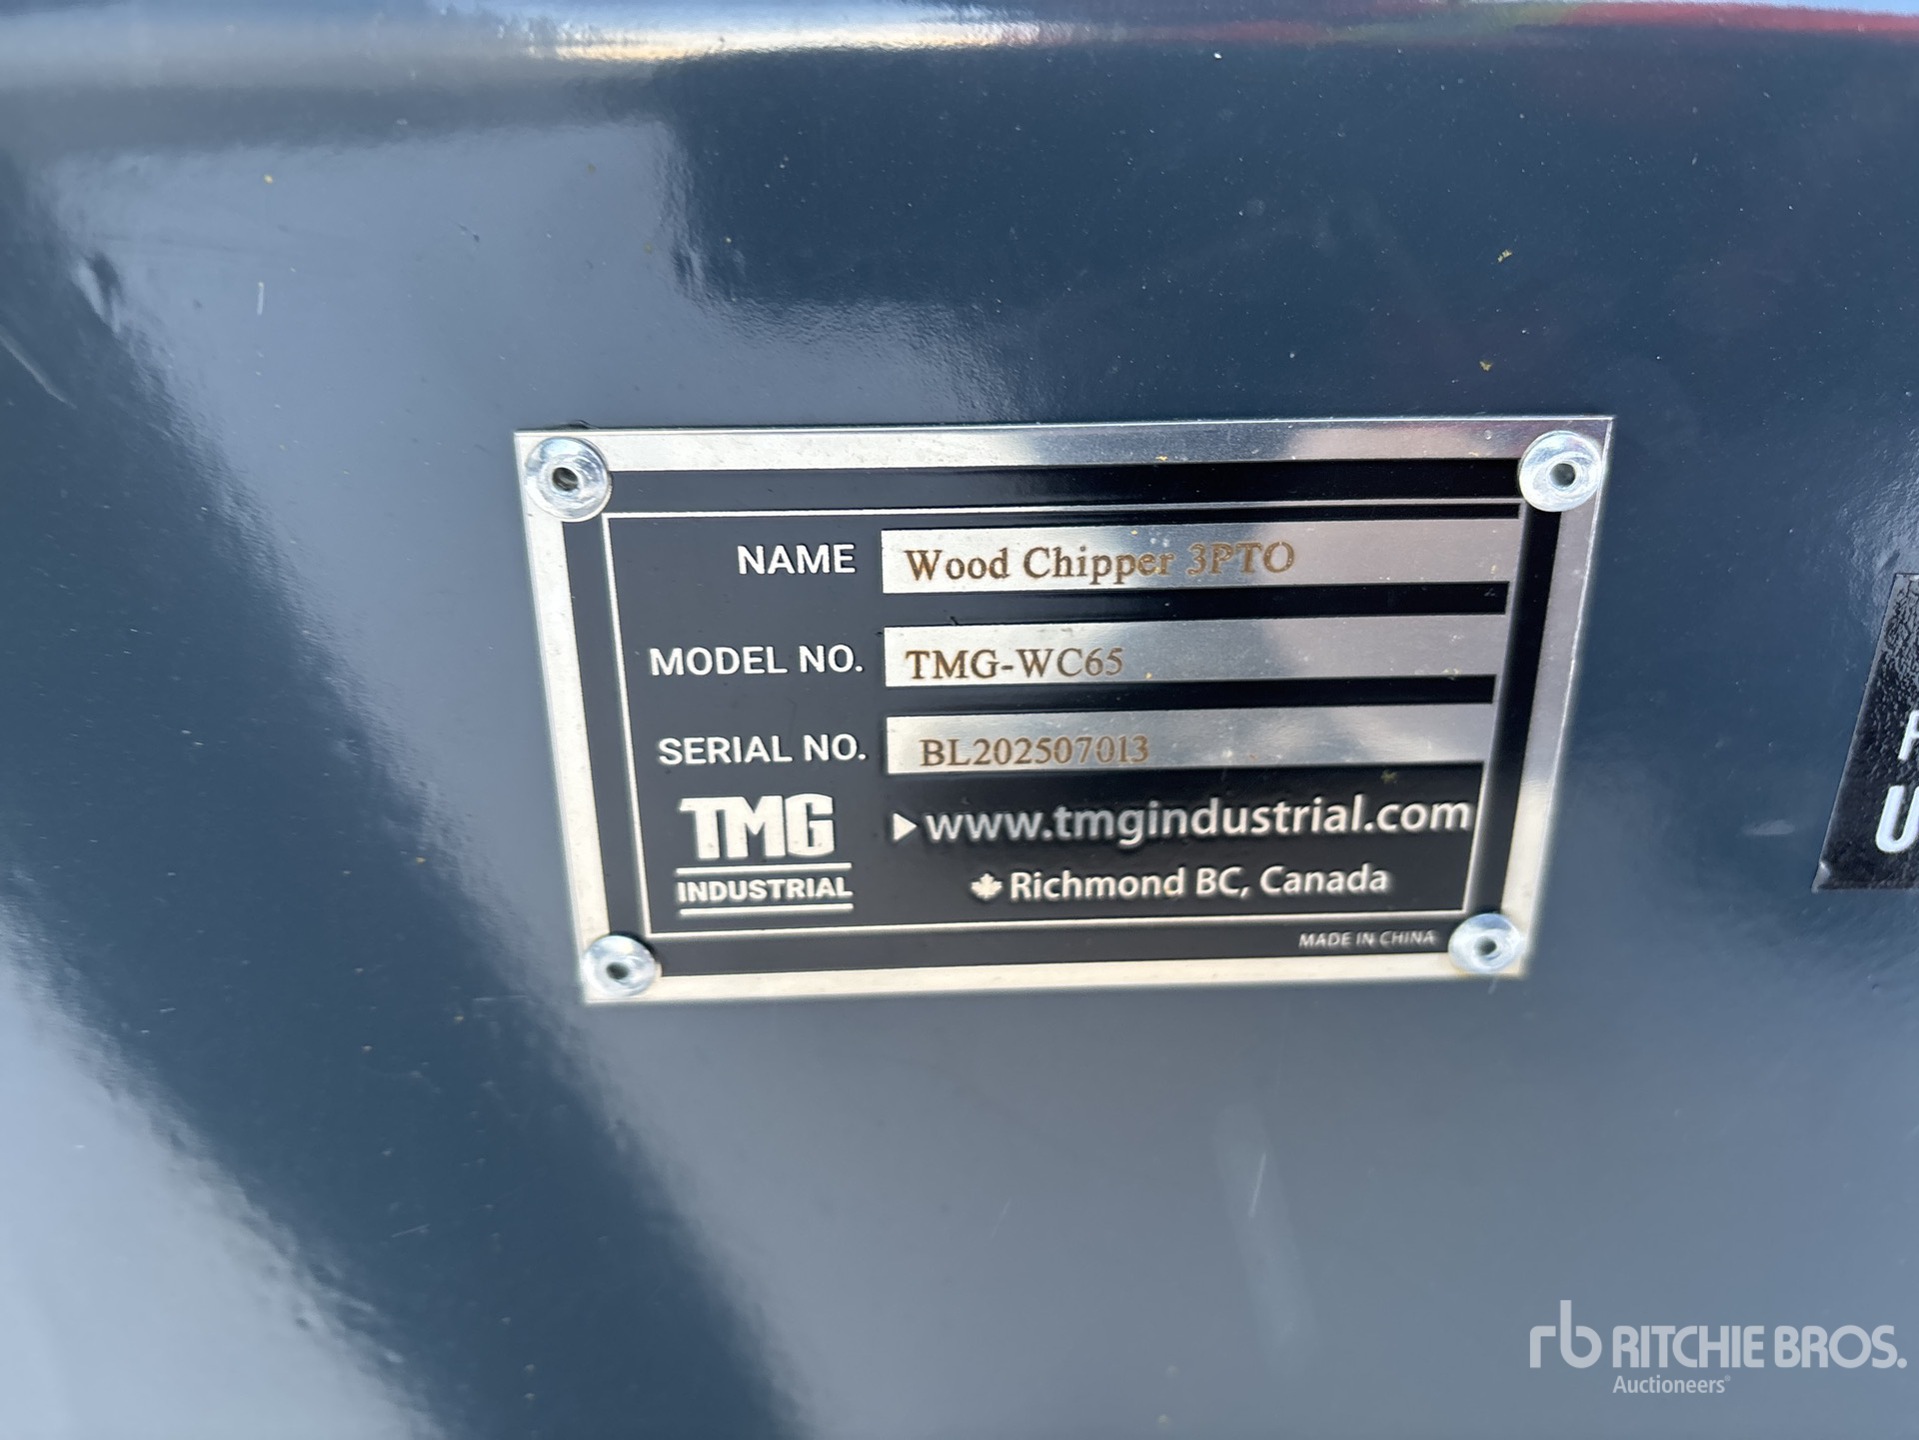 NAME Wood Chipper 3PTO
MODEL NO. TMG-WC65
SERIAL NO. BL202507013
TMG
INDUSTRIAL
www.tmgindustrial.com
Richmond BC, Canada
MADE IN CHINA
U
rb RITCHIE BROS.
Auctioneers